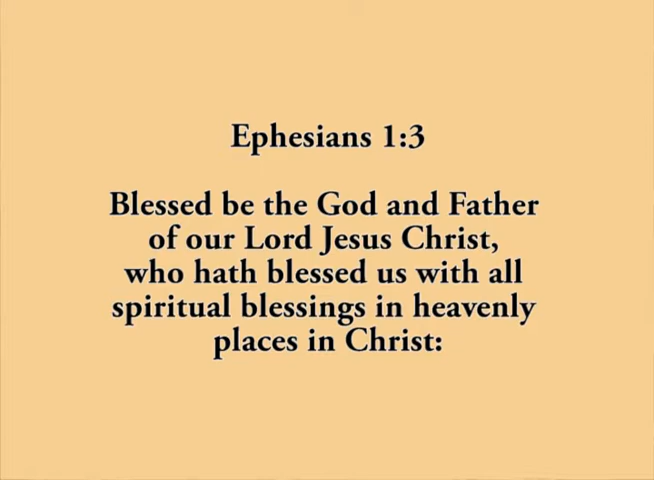 Ephesians 1:3
Blessed be the God and Father
of our Lord Jesus Christ,
who hath blessed us with all
spiritual blessings in heavenly
places in Christ: